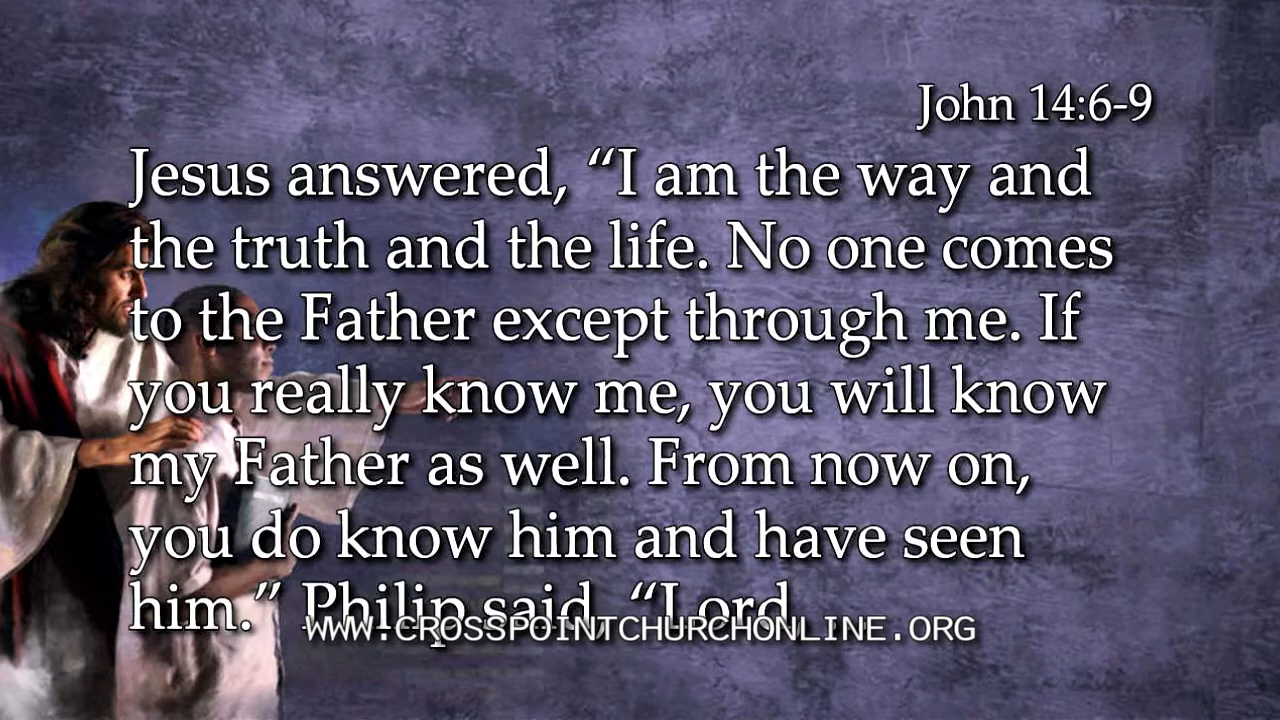 John 14:6-9
Jesus answered, “I am the way and
the truth and the life. No one comes
to the Father except through me. If
you really know me, you will know
my Father as well. From now on,
you do know him and have seen
him.” Philip said, “Lord,
WWW.CROSSPOINTCHURCHONLINE.ORG